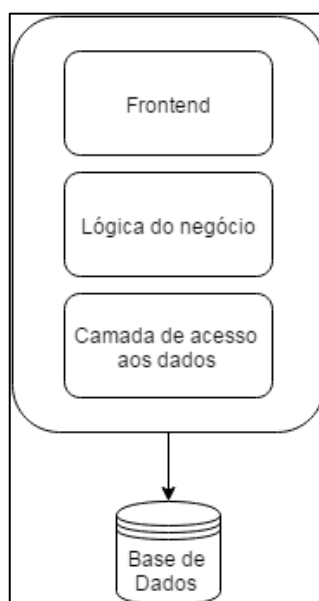 Frontend
Lógica do negócio
Camada de acesso
aos dados
Base de
Dados